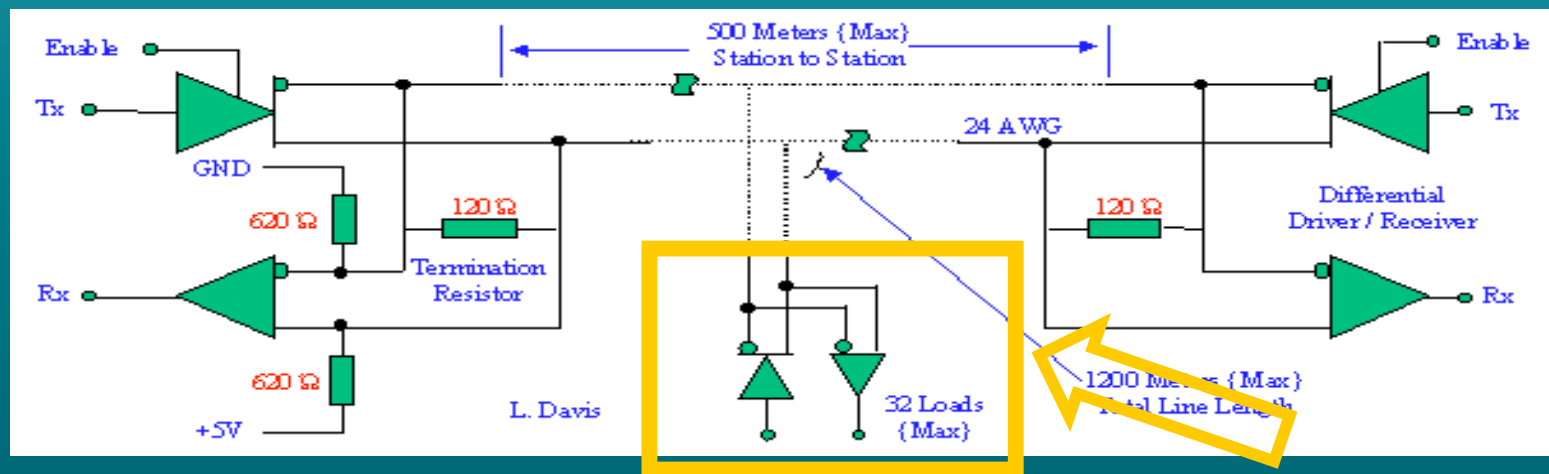 500 Meters {Max}
Station to Station
Enable
Enable
Tx
Tx
24 AWG
GND
620 Ω
120 Ω
120 Ω
Differential
Driver / Receiver
Termination
Resistor
Rx
Rx
620 Ω
+5V
L. Davis
32 Loads
{Max}
1200 Meters {Max}
Total Line Length